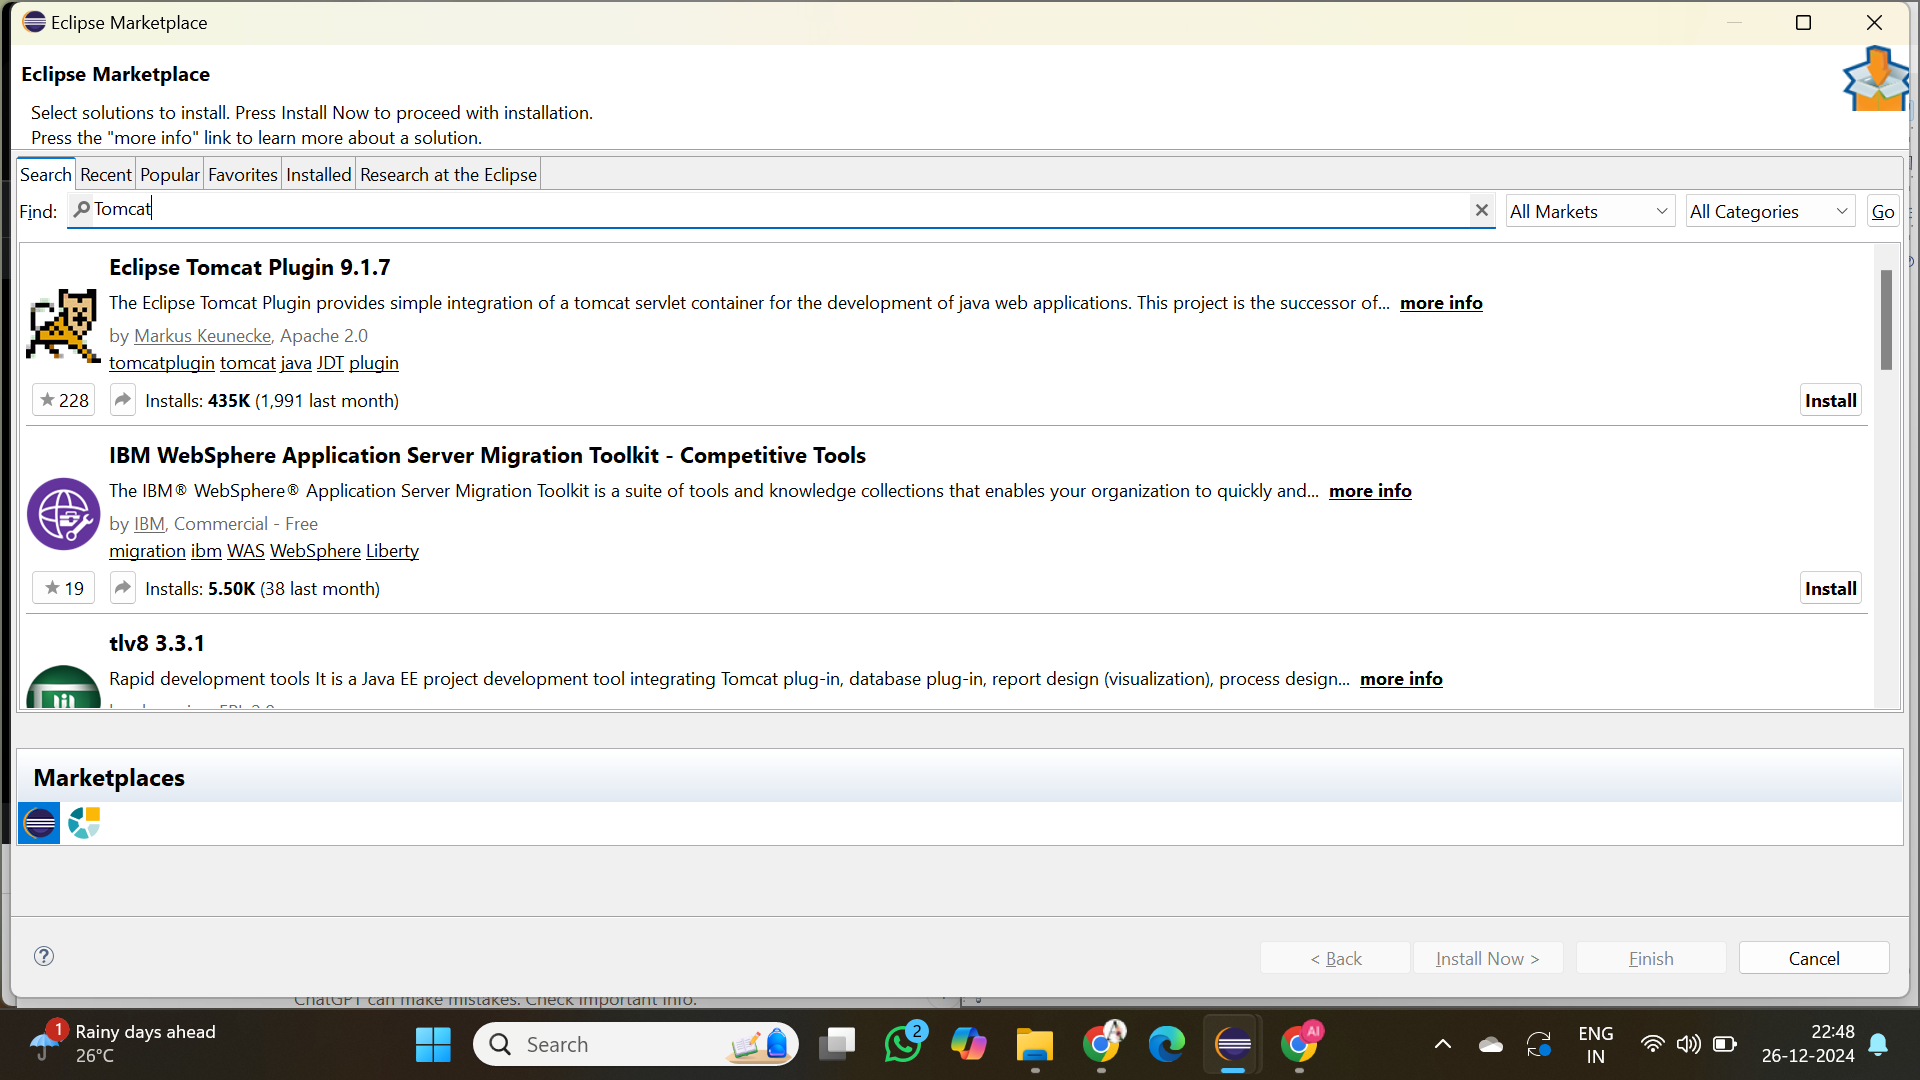 Eclipse Marketplace
Eclipse Marketplace
Select solutions to install. Press Install Now to proceed with installation.
Press the "more info" link to learn more about a solution.
Search Recent Popular Favorites Installed Research at the Eclipse
Find: Tomcat All Markets All Categories Go
Eclipse Tomcat Plugin 9.1.7
The Eclipse Tomcat Plugin provides simple integration of a tomcat servlet container for the development of java web applications. This project is the successor of... more info
by Markus Keunecke, Apache 2.0
tomcatplugin tomcat java JDT plugin
228 Installs: 435K (1,991 last month) Install
IBM WebSphere Application Server Migration Toolkit - Competitive Tools
The IBM® WebSphere® Application Server Migration Toolkit is a suite of tools and knowledge collections that enables your organization to quickly and... more info
by IBM, Commercial - Free
migration ibm WAS WebSphere Liberty
19 Installs: 5.50K (38 last month) Install
tlv8 3.3.1
Rapid development tools It is a Java EE project development tool integrating Tomcat plug-in, database plug-in, report design (visualization), process design... more info
Marketplaces
< Back Install Now > Finish Cancel
ChatGPT can make mistakes. Check important info.
1 Rainy days ahead
26°C
Search
2
AI
ENG
IN
22:48
26-12-2024